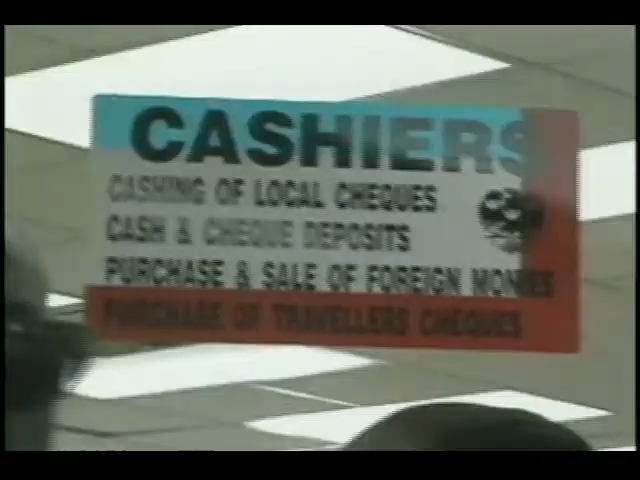 CASHIERS
CASHING OF LOCAL CHEQUES
CASH & CHEQUE DEPOSITS
PURCHASE & SALE OF FOREIGN MONIES
PURCHASE OF TRAVELLERS CHEQUES